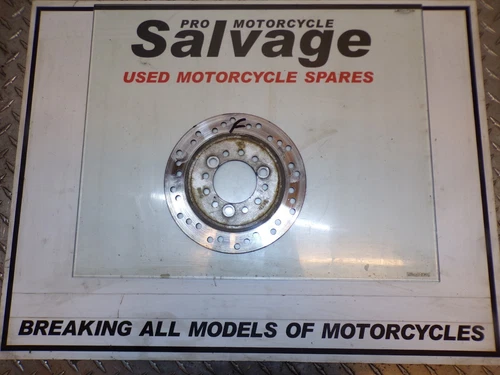 PRO MOTORCYCLE
Salvage
USED MOTORCYCLE SPARES
F
BREAKING ALL MODELS OF MOTORCYCLES